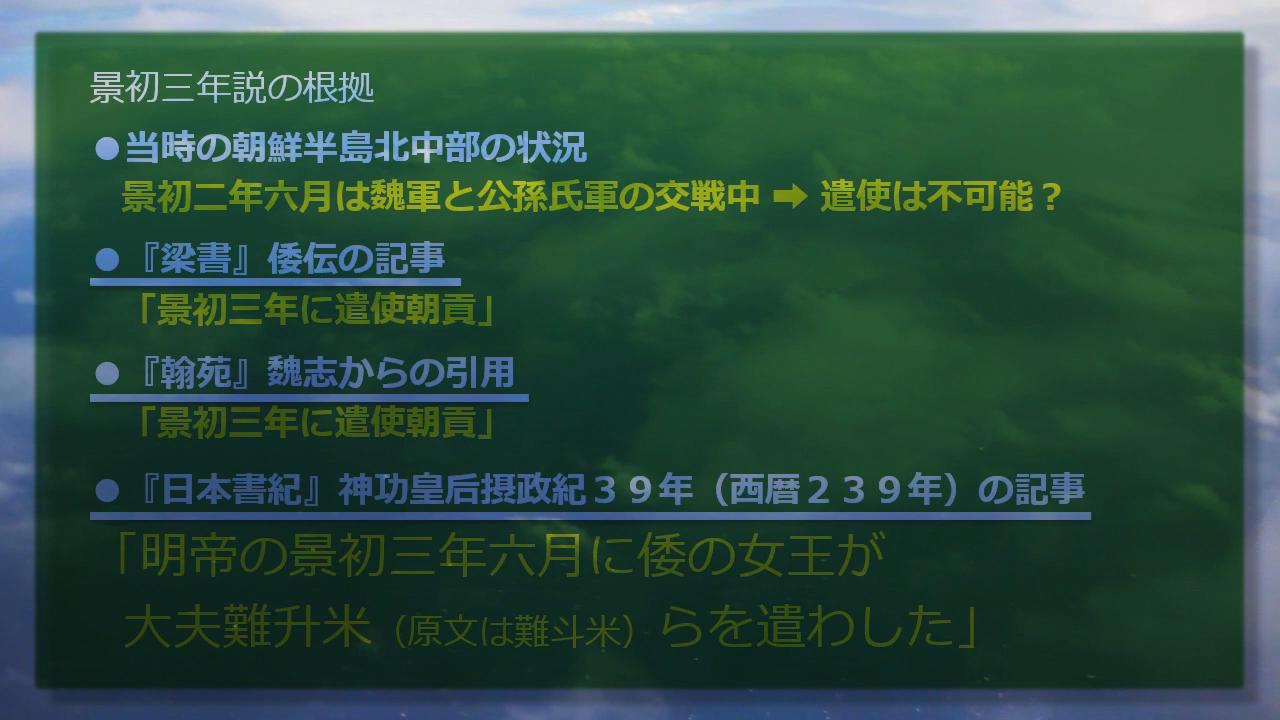 景初三年説の根拠
●当時の朝鮮半島北中部の状況
景初二年六月は魏軍と公孫氏軍の交戦中 ➡ 遣使は不可能？
●『梁書』倭伝の記事
「景初三年に遣使朝貢」
●『翰苑』魏志からの引用
「景初三年に遣使朝貢」
●『日本書紀』神功皇后摂政紀３９年（西暦２３９年）の記事
「明帝の景初三年六月に倭の女王が
大夫難升米（原文は難斗米）らを遣わした」